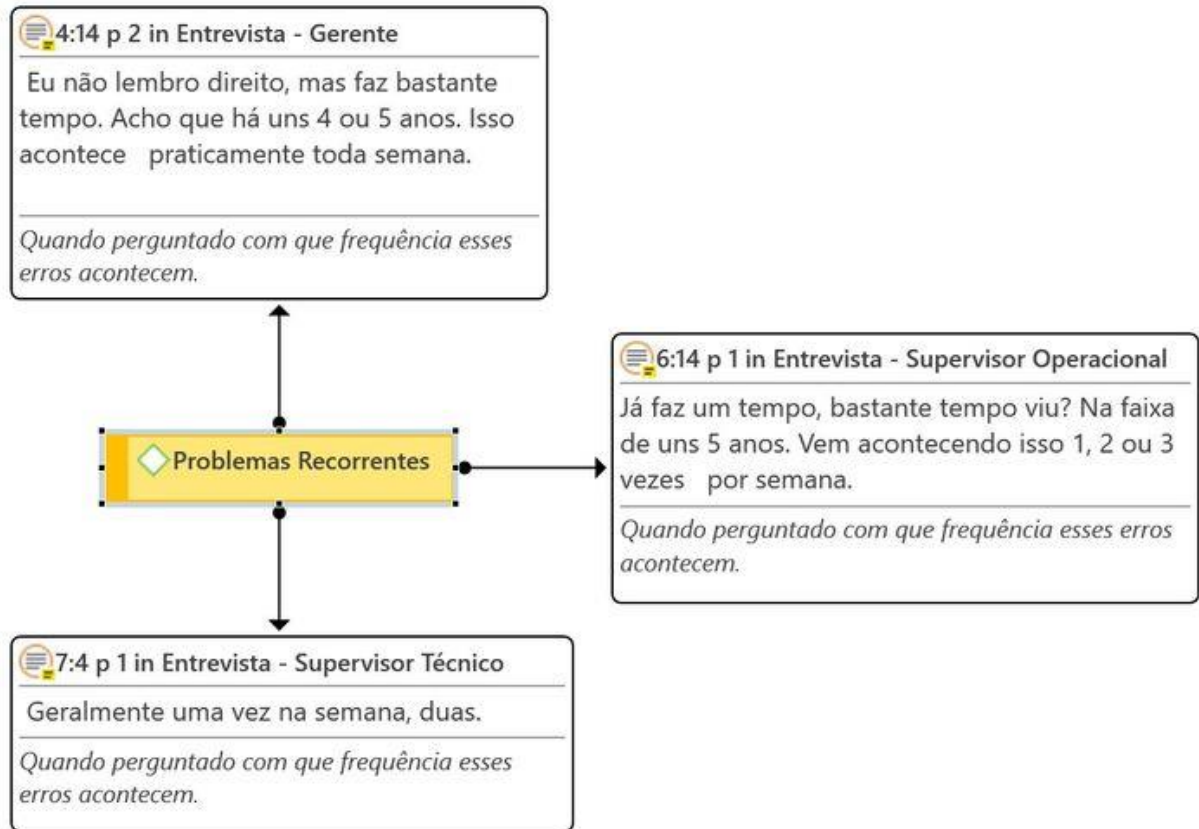 4:14 p 2 in Entrevista - Gerente
Eu não lembro direito, mas faz bastante
tempo. Acho que há uns 4 ou 5 anos. Isso
acontece   praticamente toda semana.
Quando perguntado com que frequência esses
erros acontecem.
6:14 p 1 in Entrevista - Supervisor Operacional
Já faz um tempo, bastante tempo viu? Na faixa
de uns 5 anos. Vem acontecendo isso 1, 2 ou 3
vezes   por semana.
Quando perguntado com que frequência esses erros
acontecem.
Problemas Recorrentes
7:4 p 1 in Entrevista - Supervisor Técnico
Geralmente uma vez na semana, duas.
Quando perguntado com que frequência esses
erros acontecem.